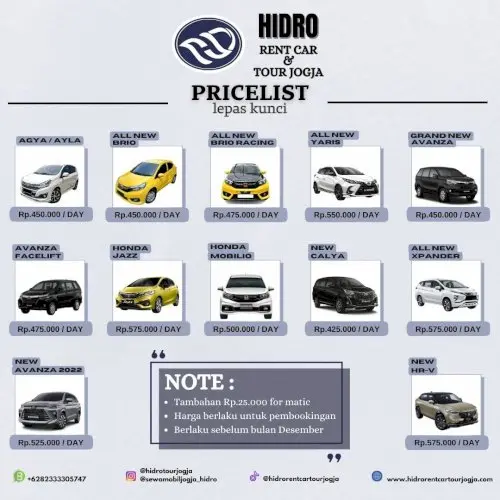 HIDRO
RENT CAR
&
TOUR JOGJA
PRICELIST
lepas kunci
AGYA / AYLA
Rp.450.000 / DAY
ALL NEW
BRIO
Rp.450.000 / DAY
ALL NEW
BRIO RACING
Rp.475.000 / DAY
ALL NEW
YARIS
Rp.550.000 / DAY
GRAND NEW
AVANZA
Rp.450.000 / DAY
AVANZA
FACELIFT
Rp.475.000 / DAY
HONDA
JAZZ
Rp.575.000 / DAY
HONDA
MOBILIO
Rp.500.000 / DAY
NEW
CALYA
Rp.425.000 / DAY
ALL NEW
XPANDER
Rp.575.000 / DAY
NEW
AVANZA 2022
Rp.525.000 / DAY
NOTE :
Tambahan Rp.25.000 for matic
Harga berlaku untuk pembookingan
Berlaku sebelum bulan Desember
NEW
HR-V
Rp.575.000 / DAY
+6282333305747
@hidrotourjogja
@sewamobiljogja_hidro
@hidrorentcartourjogja
www.hidrorentcartourjogja.com